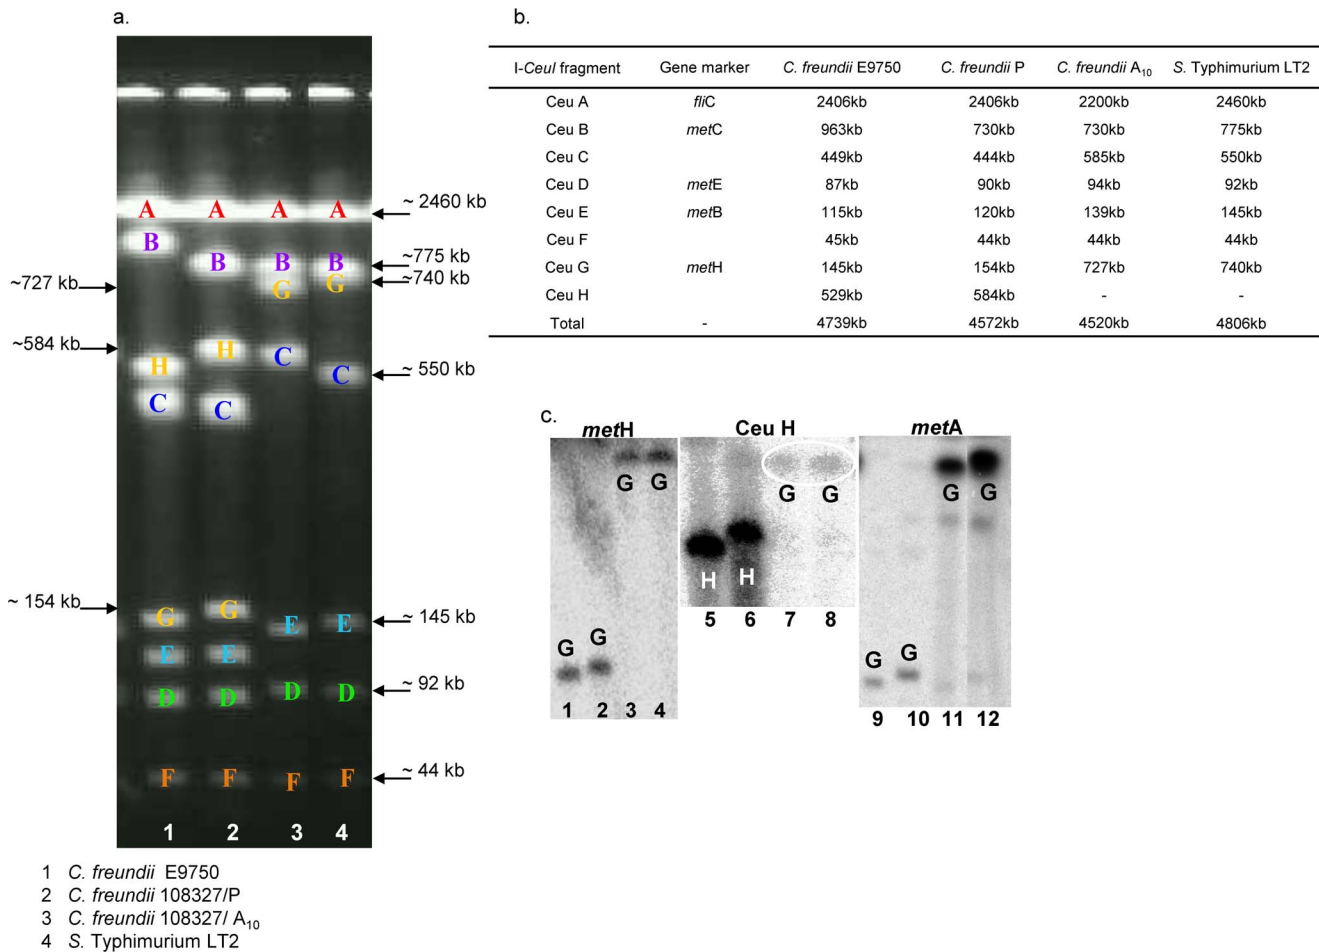 a.
A A A A
B B B B
G G
H H C C
C C
G G E E
E E D D
D D
F F F F
1 2 3 4
~727 kb
~584 kb
~ 154 kb
~ 2460 kb
~775 kb
~740 kb
~ 550 kb
~ 145 kb
~ 92 kb
~ 44 kb
1 C. freundii E9750
2 C. freundii 108327/P
3 C. freundii 108327/ A10
4 S. Typhimurium LT2
b.
I-CeuI fragment Gene marker C. freundii E9750 C. freundii P C. freundii A10 S. Typhimurium LT2
Ceu A fliC 2406kb 2406kb 2200kb 2460kb
Ceu B metC 963kb 730kb 730kb 775kb
Ceu C 449kb 444kb 585kb 550kb
Ceu D metE 87kb 90kb 94kb 92kb
Ceu E metB 115kb 120kb 139kb 145kb
Ceu F 45kb 44kb 44kb 44kb
Ceu G metH 145kb 154kb 727kb 740kb
Ceu H 529kb 584kb - -
Total - 4739kb 4572kb 4520kb 4806kb
c.
metH
G G
G G
1 2 3 4
Ceu H
G G
H H
5 6 7 8
metA
G G
G G
9 10 11 12